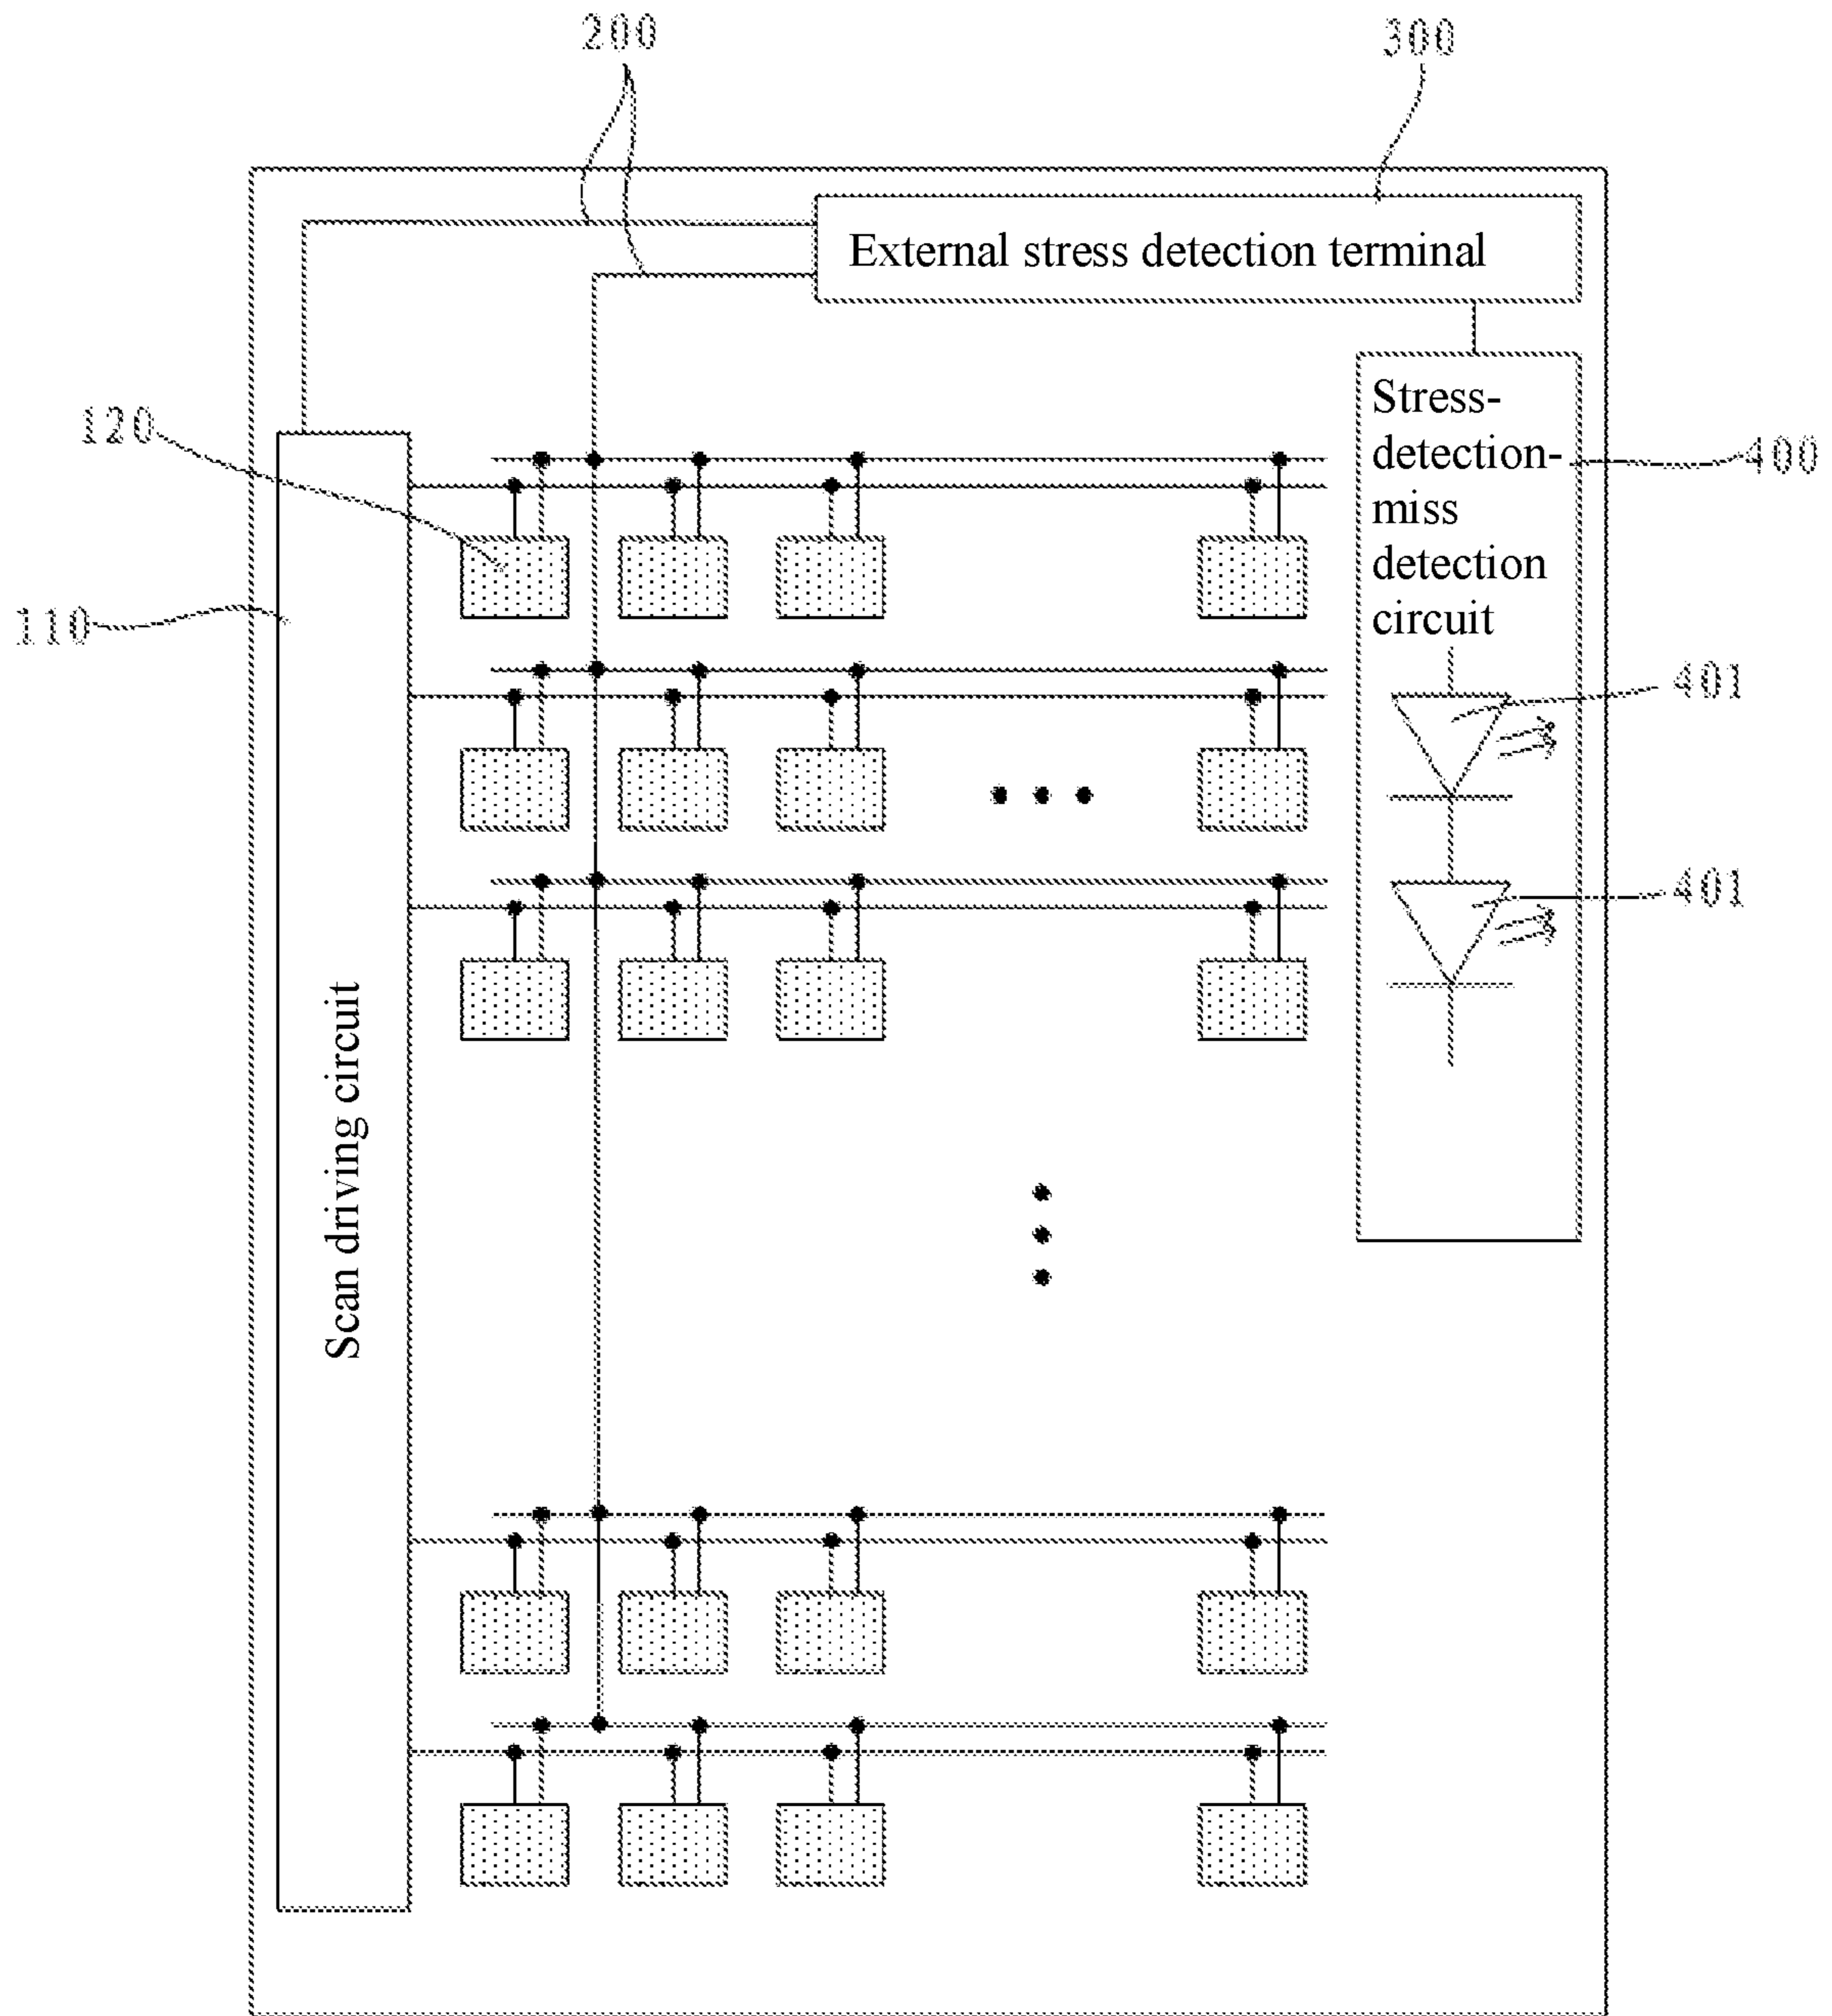 200
300
External stress detection terminal
120
Stress-
detection-
miss
detection
circuit
400
110
401
401
Scan driving circuit